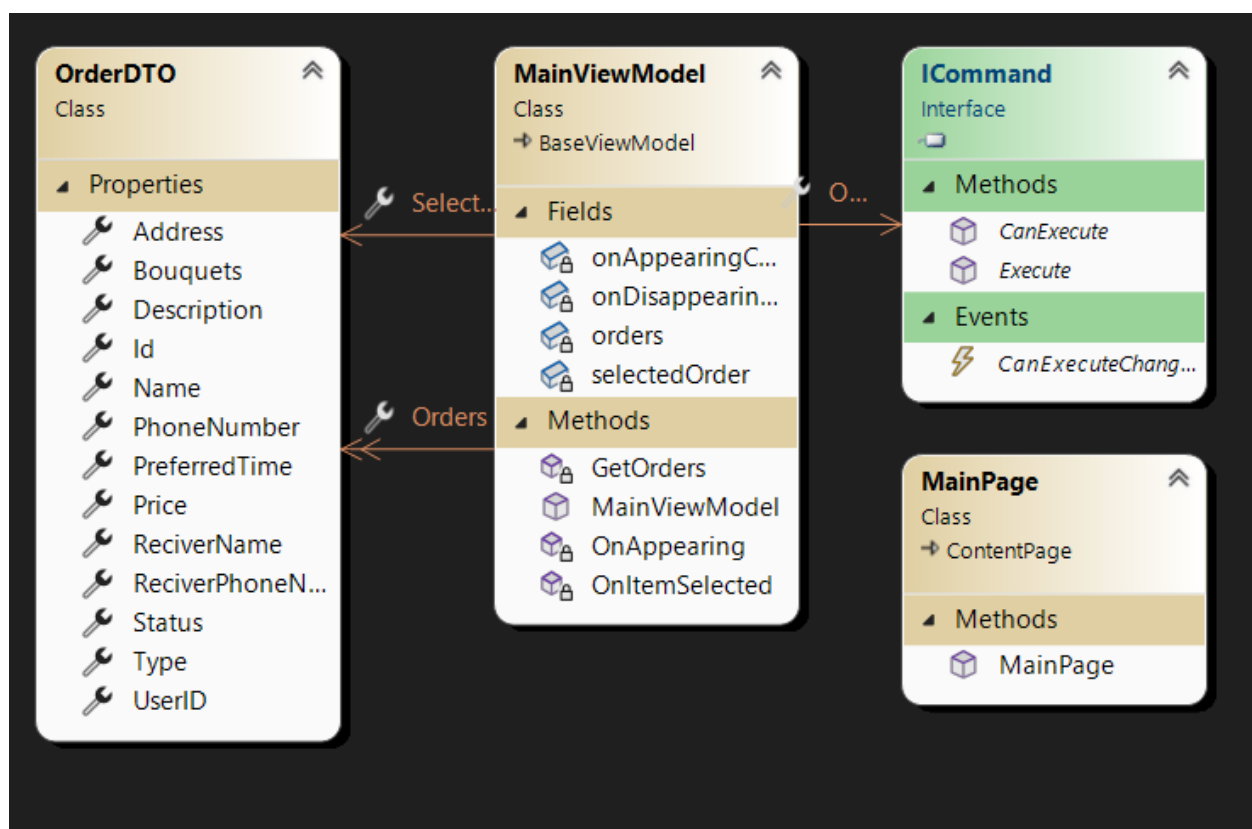 OrderDTO
Class
Properties
Address
Bouquets
Description
Id
Name
PhoneNumber
PreferredTime
Price
ReciverName
ReciverPhoneN...
Status
Type
UserID
Select...
Orders
MainViewModel
Class
BaseViewModel
Fields
onAppearingC...
onDisappearin...
orders
selectedOrder
Methods
GetOrders
MainViewModel
OnAppearing
OnItemSelected
O...
ICommand
Interface
Methods
CanExecute
Execute
Events
CanExecuteChang...
MainPage
Class
ContentPage
Methods
MainPage